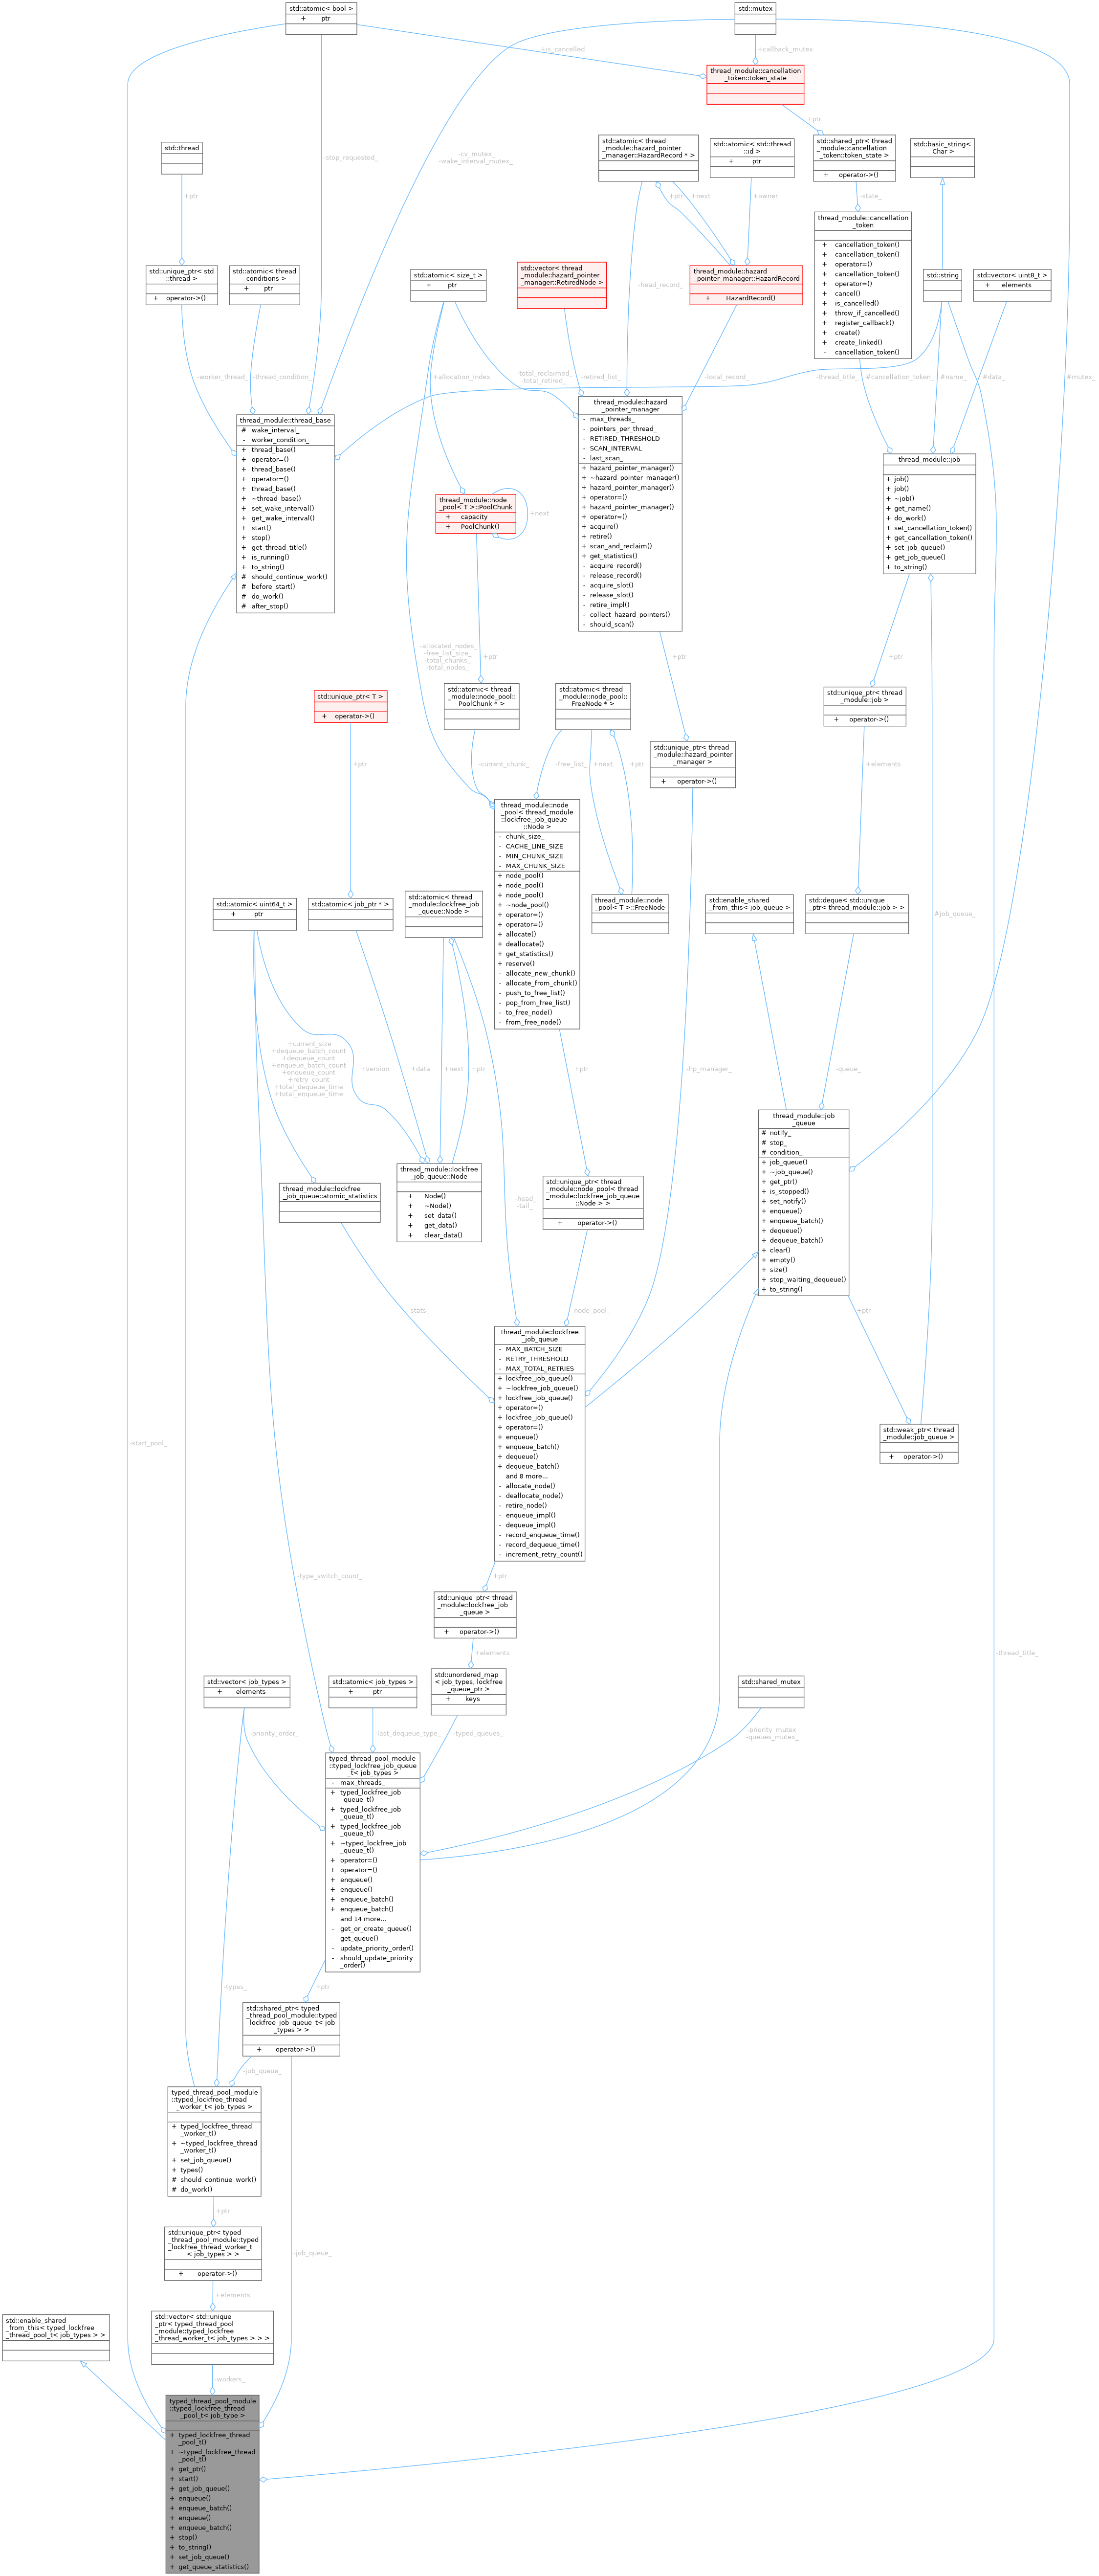 std::atomic< bool >
+ ptr
std::mutex
+is_cancelled
+callback_mutex
thread_module::cancellation
_token::token_state
+ptr
std::thread
-stop_requested_
-cv_mutex_
-wake_interval_mutex_
std::atomic< thread
_module::hazard_pointer
_manager::HazardRecord * >
std::atomic< std::thread
::id >
+ ptr
std::shared_ptr< thread
_module::cancellation
_token::token_state >
+ operator->()
std::basic_string<
Char >
+ptr
+ptr
+next
+owner
-state_
thread_module::cancellation
_token
+ cancellation_token()
+ cancellation_token()
+ operator=()
+ cancellation_token()
+ operator=()
+ cancel()
+ is_cancelled()
+ throw_if_cancelled()
+ register_callback()
+ create()
+ create_linked()
- cancellation_token()
std::unique_ptr< std
::thread >
+ operator->()
std::atomic< thread
_conditions >
+ ptr
std::atomic< size_t >
+ ptr
std::vector< thread
_module::hazard_pointer
_manager::RetiredNode >
-head_record_
thread_module::hazard
_pointer_manager::HazardRecord
+ HazardRecord()
std::string
std::vector< uint8_t >
+ elements
-worker_thread_
-thread_condition_
+allocation_index
-total_reclaimed_
-total_retired_
-retired_list_
-local_record_
-thread_title_
#cancellation_token_
#name_
#data_
#mutex_
thread_module::thread_base
# wake_interval_
- worker_condition_
+ thread_base()
+ operator=()
+ thread_base()
+ operator=()
+ thread_base()
+ ~thread_base()
+ set_wake_interval()
+ get_wake_interval()
+ start()
+ stop()
+ get_thread_title()
+ is_running()
+ to_string()
# should_continue_work()
# before_start()
# do_work()
# after_stop()
thread_module::hazard
_pointer_manager
- max_threads_
- pointers_per_thread_
- RETIRED_THRESHOLD
- SCAN_INTERVAL
- last_scan_
+ hazard_pointer_manager()
+ ~hazard_pointer_manager()
+ hazard_pointer_manager()
+ operator=()
+ hazard_pointer_manager()
+ operator=()
+ acquire()
+ retire()
+ scan_and_reclaim()
+ get_statistics()
- acquire_record()
- release_record()
- acquire_slot()
- release_slot()
- retire_impl()
- collect_hazard_pointers()
- should_scan()
thread_module::job
+ job()
+ job()
+ ~job()
+ get_name()
+ do_work()
+ set_cancellation_token()
+ get_cancellation_token()
+ set_job_queue()
+ get_job_queue()
+ to_string()
thread_module::node
_pool< T >::PoolChunk
+ capacity
+ PoolChunk()
+next
-allocated_nodes_
-free_list_size_
-total_chunks_
-total_nodes_
+ptr
+ptr
+ptr
std::unique_ptr< T >
+ operator->()
std::atomic< thread
_module::node_pool::
PoolChunk * >
std::atomic< thread
_module::node_pool::
FreeNode * >
std::unique_ptr< thread
_module::job >
+ operator->()
std::unique_ptr< thread
_module::hazard_pointer
_manager >
+ operator->()
+ptr
-current_chunk_
-free_list_
+next
+ptr
+elements
thread_module::node
_pool< thread_module
::lockfree_job_queue
::Node >
- chunk_size_
- CACHE_LINE_SIZE
- MIN_CHUNK_SIZE
- MAX_CHUNK_SIZE
+ node_pool()
+ node_pool()
+ node_pool()
+ ~node_pool()
+ operator=()
+ operator=()
+ allocate()
+ deallocate()
+ get_statistics()
+ reserve()
- allocate_new_chunk()
- allocate_from_chunk()
- push_to_free_list()
- pop_from_free_list()
- to_free_node()
- from_free_node()
std::atomic< uint64_t >
+ ptr
std::atomic< job_ptr * >
std::atomic< thread
_module::lockfree_job
_queue::Node >
thread_module::node
_pool< T >::FreeNode
std::enable_shared
_from_this< job_queue >
std::deque< std::unique
_ptr< thread_module::job > >
#job_queue_
+current_size
+dequeue_batch_count
+dequeue_count
+enqueue_batch_count
+enqueue_count
+retry_count
+total_dequeue_time
+total_enqueue_time
+version
+data
+next
+ptr
+ptr
-hp_manager_
-queue_
thread_module::job
_queue
# notify_
# stop_
# condition_
+ job_queue()
+ ~job_queue()
+ get_ptr()
+ is_stopped()
+ set_notify()
+ enqueue()
+ enqueue_batch()
+ dequeue()
+ dequeue_batch()
+ clear()
+ empty()
+ size()
+ stop_waiting_dequeue()
+ to_string()
thread_module::lockfree
_job_queue::atomic_statistics
thread_module::lockfree
_job_queue::Node
+ Node()
+ ~Node()
+ set_data()
+ get_data()
+ clear_data()
-head_
-tail_
std::unique_ptr< thread
_module::node_pool< thread
_module::lockfree_job_queue
::Node > >
+ operator->()
-stats_
-node_pool_
+ptr
thread_module::lockfree
_job_queue
- MAX_BATCH_SIZE
- RETRY_THRESHOLD
- MAX_TOTAL_RETRIES
+ lockfree_job_queue()
+ ~lockfree_job_queue()
+ lockfree_job_queue()
+ operator=()
+ lockfree_job_queue()
+ operator=()
+ enqueue()
+ enqueue_batch()
+ dequeue()
+ dequeue_batch()
and 8 more...
- allocate_node()
- deallocate_node()
- retire_node()
- enqueue_impl()
- dequeue_impl()
- record_enqueue_time()
- record_dequeue_time()
- increment_retry_count()
std::weak_ptr< thread
_module::job_queue >
+ operator->()
-start_pool_
-type_switch_count_
+ptr
std::unique_ptr< thread
_module::lockfree_job
_queue >
+ operator->()
+elements
-thread_title_
std::vector< job_types >
+ elements
std::atomic< job_types >
+ ptr
std::unordered_map
< job_types, lockfree
_queue_ptr >
+ keys
std::shared_mutex
-priority_order_
-last_dequeue_type_
-typed_queues_
-priority_mutex_
-queues_mutex_
typed_thread_pool_module
::typed_lockfree_job_queue
_t< job_types >
- max_threads_
+ typed_lockfree_job
_queue_t()
+ typed_lockfree_job
_queue_t()
+ typed_lockfree_job
_queue_t()
+ ~typed_lockfree_job
_queue_t()
+ operator=()
+ operator=()
+ enqueue()
+ enqueue()
+ enqueue_batch()
+ enqueue_batch()
and 14 more...
- get_or_create_queue()
- get_queue()
- update_priority_order()
- should_update_priority
_order()
-types_
+ptr
std::shared_ptr< typed
_thread_pool_module::typed
_lockfree_job_queue_t< job
_types > >
+ operator->()
-job_queue_
typed_thread_pool_module
::typed_lockfree_thread
_worker_t< job_types >
+ typed_lockfree_thread
_worker_t()
+ ~typed_lockfree_thread
_worker_t()
+ set_job_queue()
+ types()
# should_continue_work()
# do_work()
+ptr
std::unique_ptr< typed
_thread_pool_module::typed
_lockfree_thread_worker_t
< job_types > >
+ operator->()
-job_queue_
+elements
std::enable_shared
_from_this< typed_lockfree
_thread_pool_t< job_types > >
std::vector< std::unique
_ptr< typed_thread_pool
_module::typed_lockfree
_thread_worker_t< job_types > > >
-workers_
typed_thread_pool_module
::typed_lockfree_thread
_pool_t< job_type >
+ typed_lockfree_thread
_pool_t()
+ ~typed_lockfree_thread
_pool_t()
+ get_ptr()
+ start()
+ get_job_queue()
+ enqueue()
+ enqueue_batch()
+ enqueue()
+ enqueue_batch()
+ stop()
+ to_string()
+ set_job_queue()
+ get_queue_statistics()